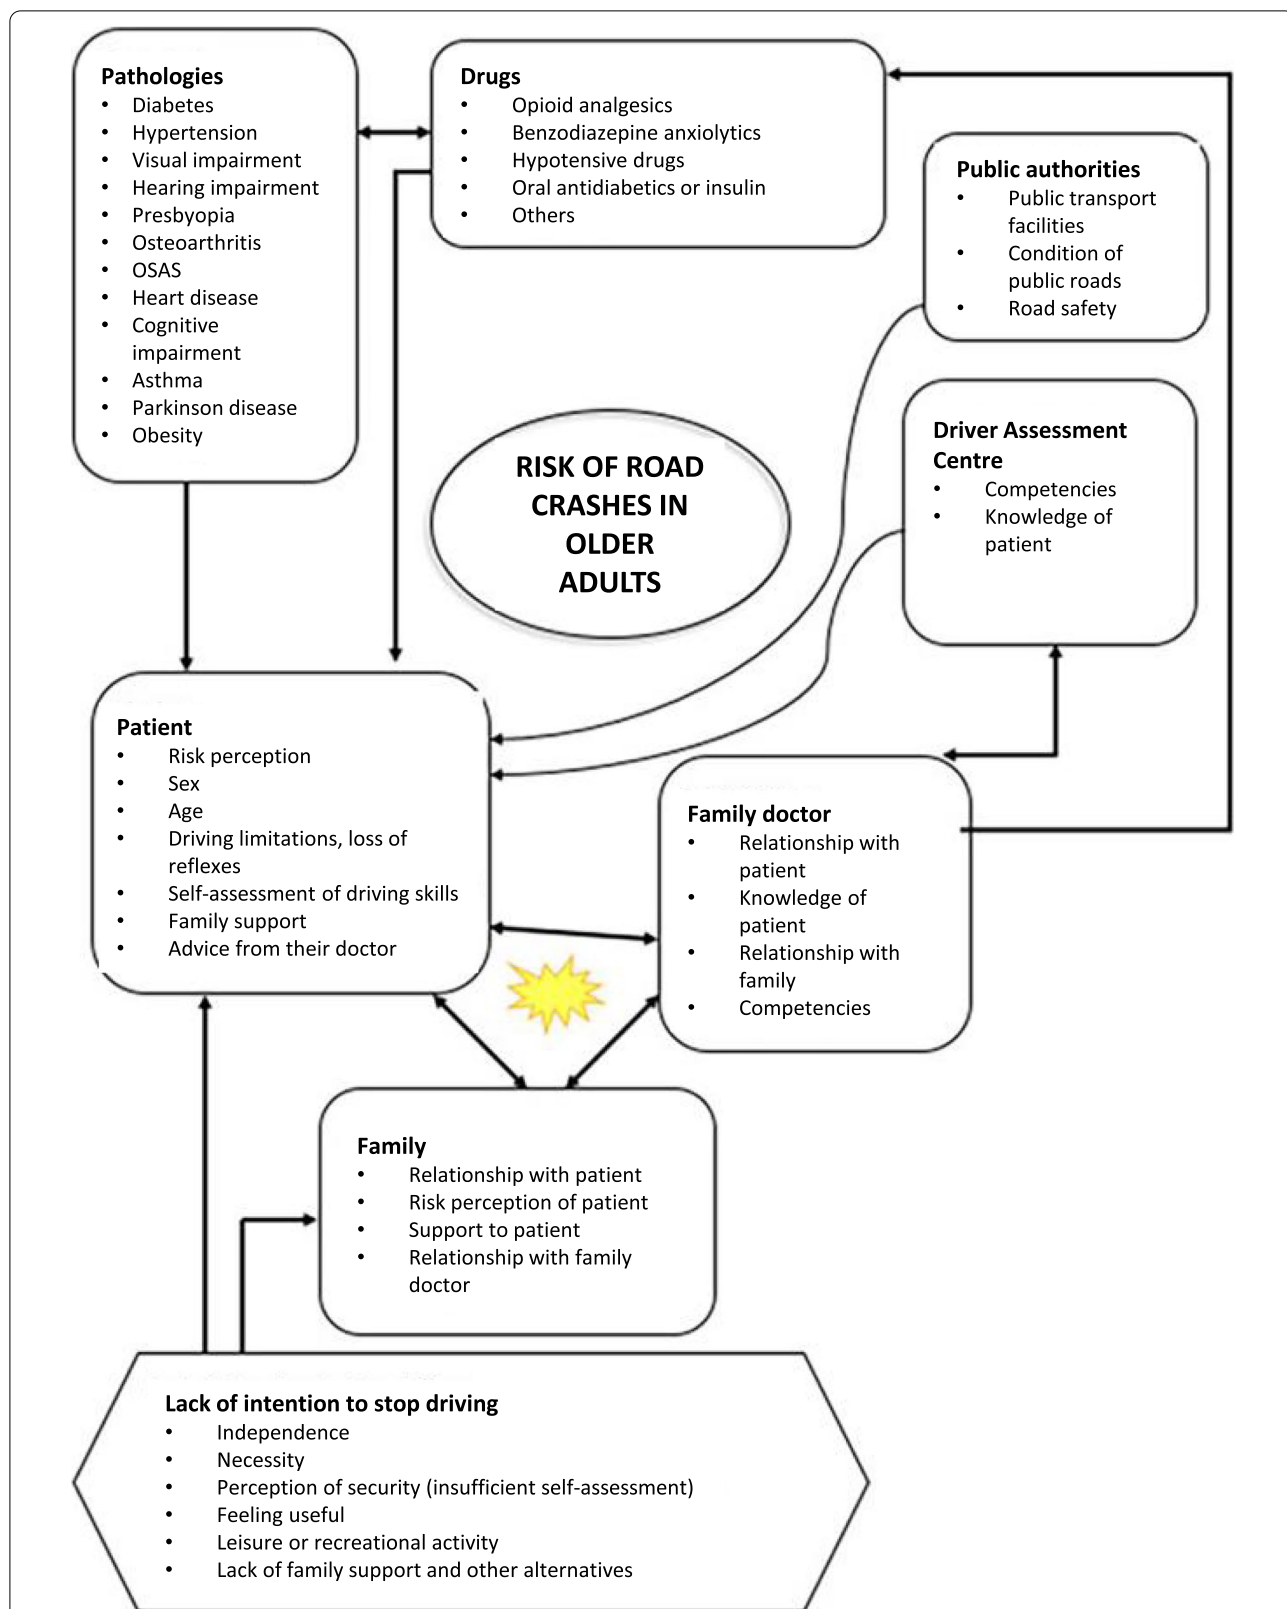 Pathologies
• Diabetes
• Hypertension
• Visual impairment
• Hearing impairment
• Presbyopia
• Osteoarthritis
• OSAS
• Heart disease
• Cognitive
impairment
• Asthma
• Parkinson disease
• Obesity
Drugs
• Opioid analgesics
• Benzodiazepine anxiolytics
• Hypotensive drugs
• Oral antidiabetics or insulin
• Others
Public authorities
• Public transport
facilities
• Condition of
public roads
• Road safety
Driver Assessment
Centre
• Competencies
• Knowledge of
patient
RISK OF ROAD
CRASHES IN
OLDER
ADULTS
Patient
• Risk perception
• Sex
• Age
• Driving limitations, loss of
reflexes
• Self-assessment of driving skills
• Family support
• Advice from their doctor
Family doctor
• Relationship with
patient
• Knowledge of
patient
• Relationship with
family
• Competencies
Family
• Relationship with patient
• Risk perception of patient
• Support to patient
• Relationship with family
doctor
Lack of intention to stop driving
• Independence
• Necessity
• Perception of security (insufficient self-assessment)
• Feeling useful
• Leisure or recreational activity
• Lack of family support and other alternatives